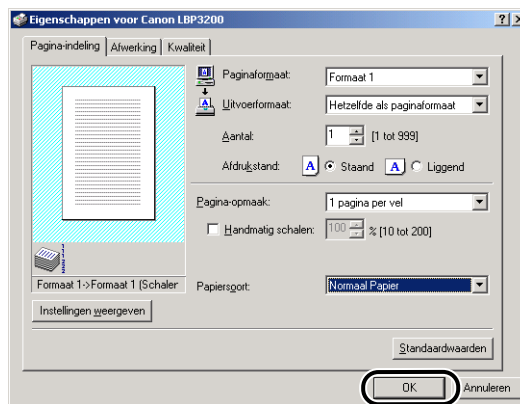 Eigenschappen voor Canon LBP3200
Pagina-indeling Afwerking Kwaliteit
Paginaformaat: Formaat 1
Uitvoerformaat: Hetzelfde als paginaformaat
Aantal: 1 [1 tot 999]
Afdrukstand: A Staand A Liggend
Pagina-opmaak: 1 pagina per vel
Handmatig schalen: 100 % [10 tot 200]
Formaat 1->Formaat 1 [Schaler
Papiersoort: Normaal Papier
Instellingen weergeven
Standaardwaarden
OK Annuleren